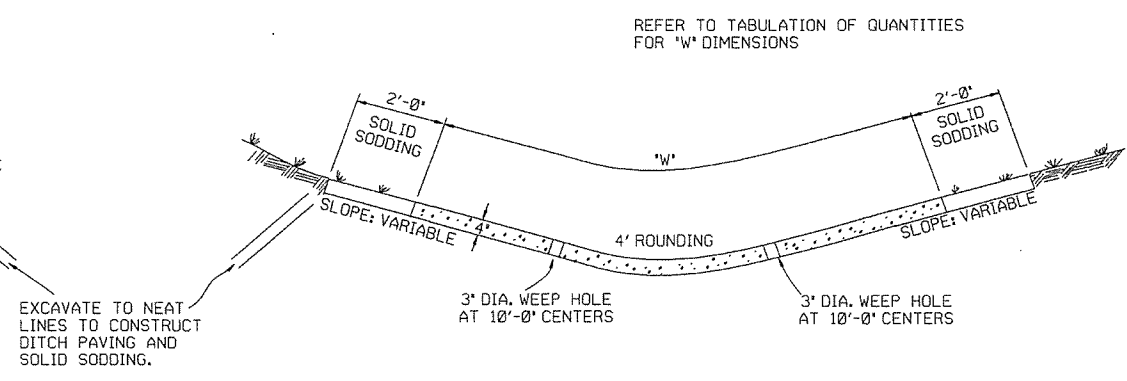 REFER TO TABULATION OF QUANTITIES
FOR "W" DIMENSIONS
2'-0"
SOLID
SODDING
"W"
2'-0"
SOLID
SODDING
SLOPE: VARIABLE
4"
4' ROUNDING
SLOPE: VARIABLE
3" DIA. WEEP HOLE
AT 10'-0" CENTERS
3" DIA. WEEP HOLE
AT 10'-0" CENTERS
EXCAVATE TO NEAT
LINES TO CONSTRUCT
DITCH PAVING AND
SOLID SODDING.